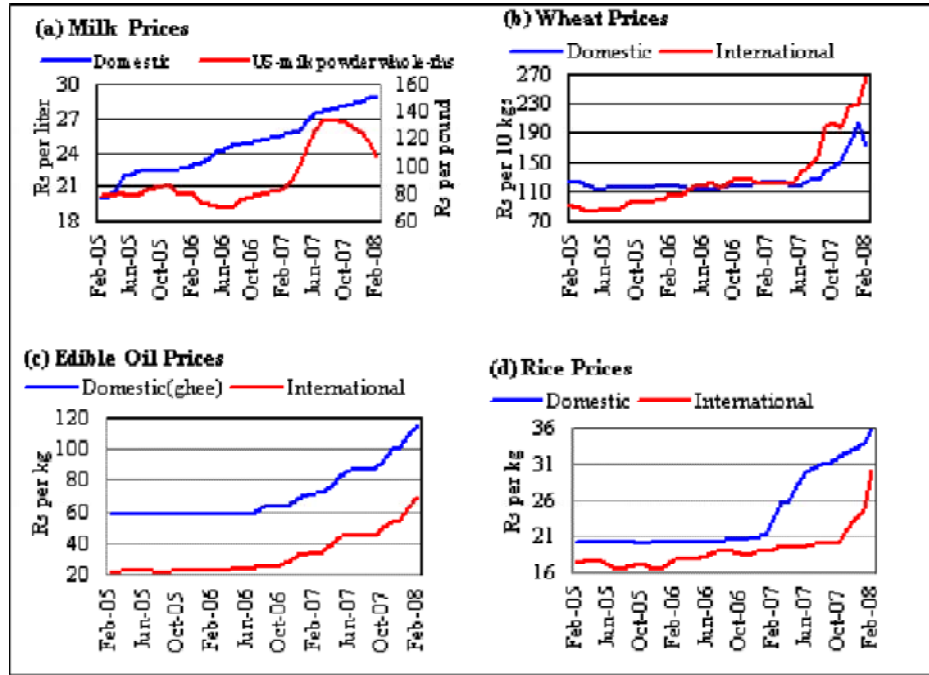 (a) Milk Prices
Domestic US-milk powder whole-rhs
30 27 24 21 18
Rs per liter
160 140 120 100 80 60
Rs per pound
Feb-05 Jun-05 Oct-05 Feb-06 Jun-06 Oct-06 Feb-07 Jun-07 Oct-07 Feb-08
(b) Wheat Prices
Domestic International
270 230 190 150 110 70
Rs per 10 kgs
Feb-05 Jun-05 Oct-05 Feb-06 Jun-06 Oct-06 Feb-07 Jun-07 Oct-07 Feb-08
(c) Edible Oil Prices
Domestic(ghee) International
120 100 80 60 40 20
Rs per kg
Feb-05 Jun-05 Oct-05 Feb-06 Jun-06 Oct-06 Feb-07 Jun-07 Oct-07 Feb-08
(d) Rice Prices
Domestic International
36 31 26 21 16
Rs per kg
Feb-05 Jun-05 Oct-05 Feb-06 Jun-06 Oct-06 Feb-07 Jun-07 Oct-07 Feb-08